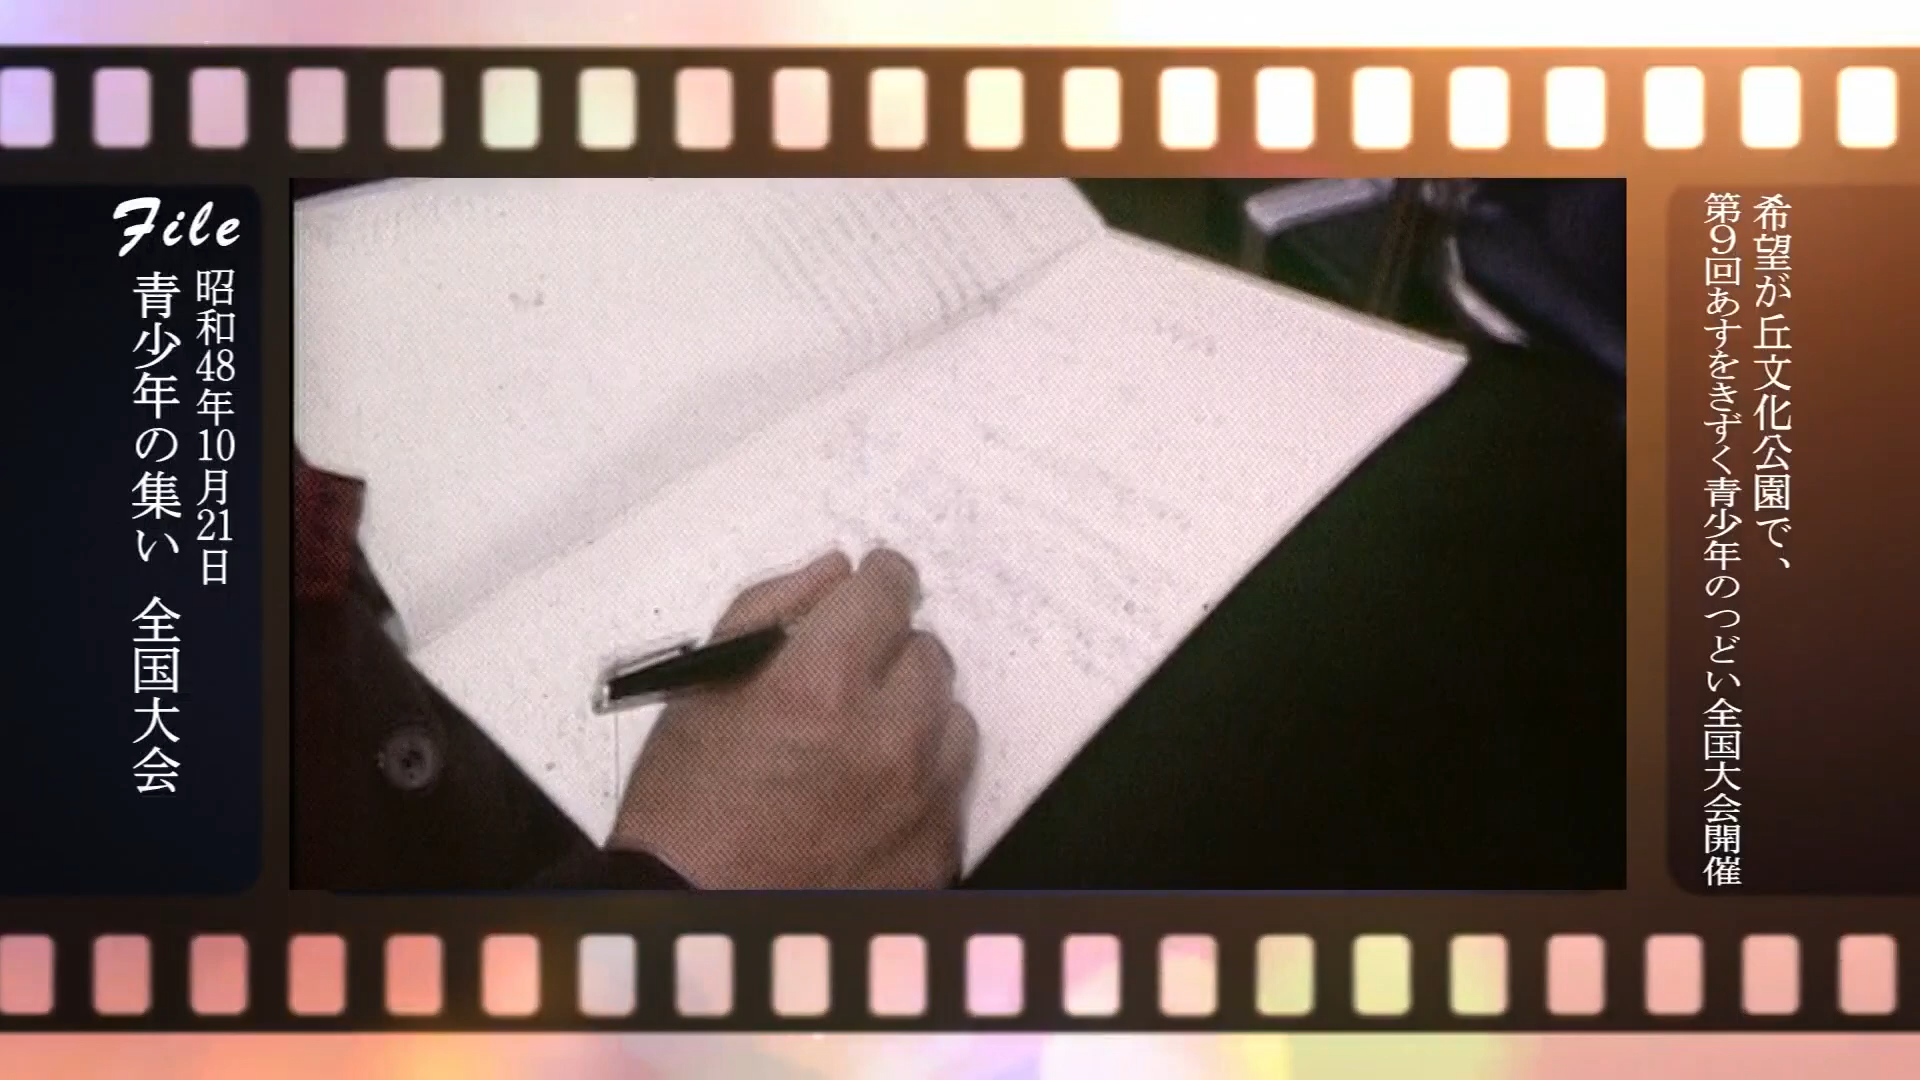 File
昭和48年10月21日
青少年の集い 全国大会
希望が丘文化公園で、
第9回あすをきずく青少年のつどい全国大会開催